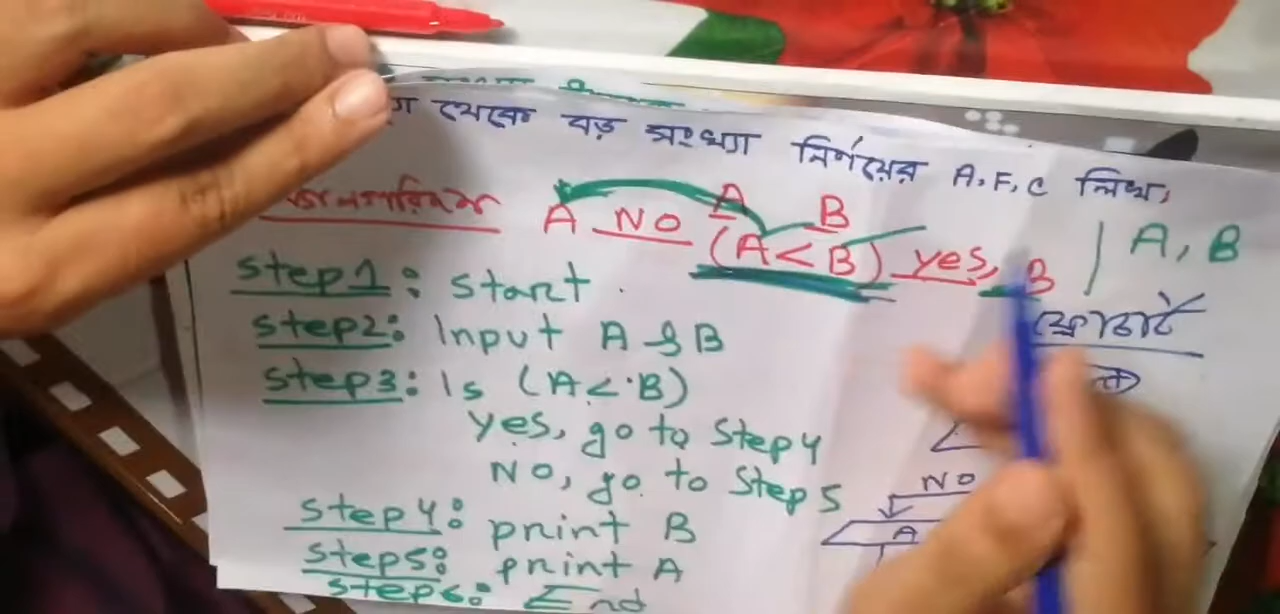 থেকে বড় সংখ্যা নির্ণয়ের A, F, C লিখ,
A NO (A<B) yes, B
A B
A, B
step1: Start.
ফ্লোচার্ট
step2: Input A & B
step3: Is (A<B)
yes, go to Step4
NO, go to Step5
NO
step4: print B
A
step5: print A
step6: End